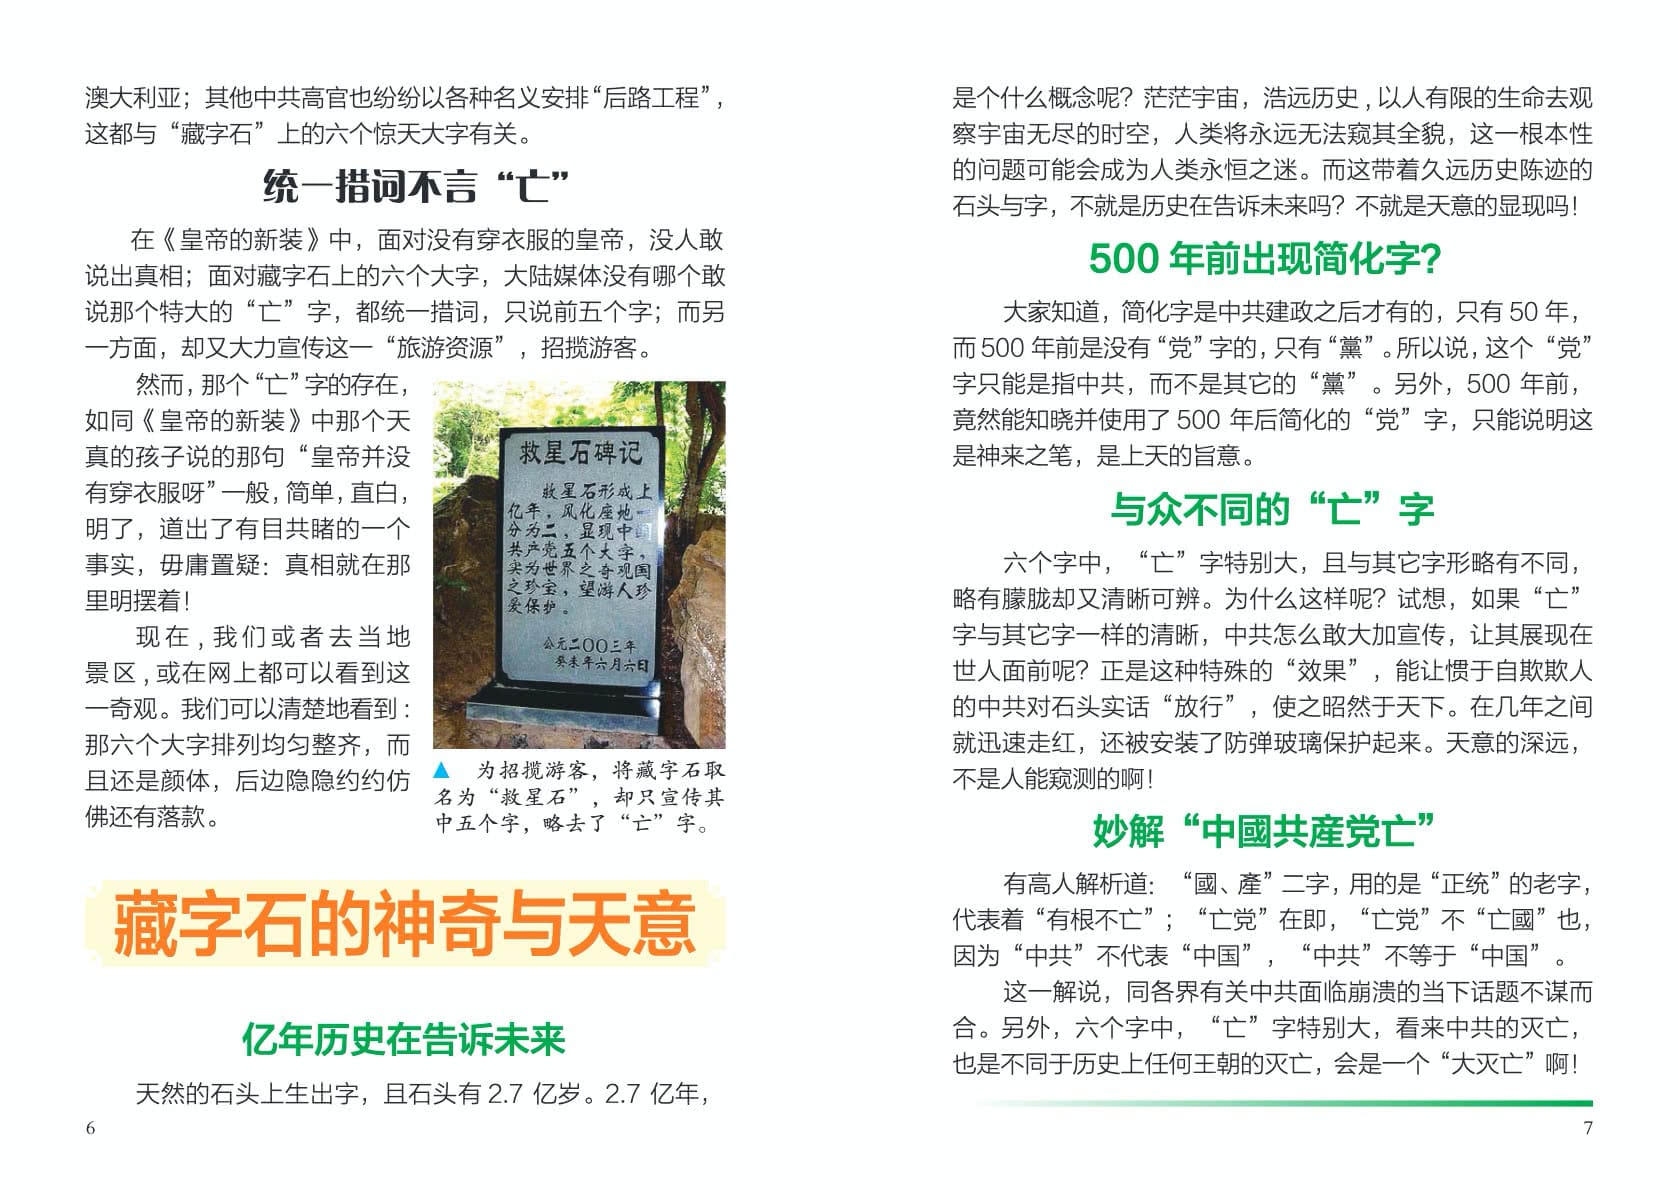 澳大利亚；其他中共高官也纷纷以各种名义安排“后路工程”，
这都与“藏字石”上的六个惊天大字有关。
统一措词不言“亡”
在《皇帝的新装》中，面对没有穿衣服的皇帝，没人敢
说出真相；面对藏字石上的六个大字，大陆媒体没有哪个敢
说那个特大的“亡”字，都统一措词，只说前五个字；而另
一方面，却又大力宣传这一“旅游资源”，招揽游客。
然而，那个“亡”字的存在，
如同《皇帝的新装》中那个天
真的孩子说的那句“皇帝并没
有穿衣服呀”一般，简单，直白，
明了，道出了有目共睹的一个
事实，毋庸置疑：真相就在那
里明摆着！
现在，我们或者去当地
景区，或在网上都可以看到这
一奇观。我们可以清楚地看到：
那六个大字排列均匀整齐，而
且还是颜体，后边隐隐约约仿
佛还有落款。
救星石碑记
救星石形成上
亿年，风化座地一
分为二，显现中国
共产党五个大字，
实为世界之奇观国
之珍宝，望游人珍
爱保护。
公元二〇〇三年
癸未年六月六日
▲ 为招揽游客，将藏字石取
名为“救星石”，却只宣传其
中五个字，略去了“亡”字。
藏字石的神奇与天意
亿年历史在告诉未来
天然的石头上生出字，且石头有 2.7 亿岁。2.7 亿年，
6
是个什么概念呢？茫茫宇宙，浩远历史，以人有限的生命去观
察宇宙无尽的时空，人类将永远无法窥其全貌，这一根本性
的问题可能会成为人类永恒之迷。而这带着久远历史陈迹的
石头与字，不就是历史在告诉未来吗？不就是天意的显现吗！
500 年前出现简化字？
大家知道，简化字是中共建政之后才有的，只有 50 年，
而 500 年前是没有“党”字的，只有“黨”。所以说，这个“党”
字只能是指中共，而不是其它的“黨”。另外，500 年前，
竟然能知晓并使用了 500 年后简化的“党”字，只能说明这
是神来之笔，是上天的旨意。
与众不同的“亡”字
六个字中，“亡”字特别大，且与其它字形略有不同，
略有朦胧却又清晰可辨。为什么这样呢？试想，如果“亡”
字与其它字一样的清晰，中共怎么敢大加宣传，让其展现在
世人面前呢？正是这种特殊的“效果”，能让惯于自欺欺人
的中共对石头实话“放行”，使之昭然于天下。在几年之间
就迅速走红，还被安装了防弹玻璃保护起来。天意的深远，
不是人能窥测的啊！
妙解“中國共産党亡”
有高人解析道：“國、產”二字，用的是“正统”的老字，
代表着“有根不亡”；“亡党”在即，“亡党”不“亡國”也，
因为“中共”不代表“中国”，“中共”不等于“中国”。
这一解说，同各界有关中共面临崩溃的当下话题不谋而
合。另外，六个字中，“亡”字特别大，看来中共的灭亡，
也是不同于历史上任何王朝的灭亡，会是一个“大灭亡”啊！
7